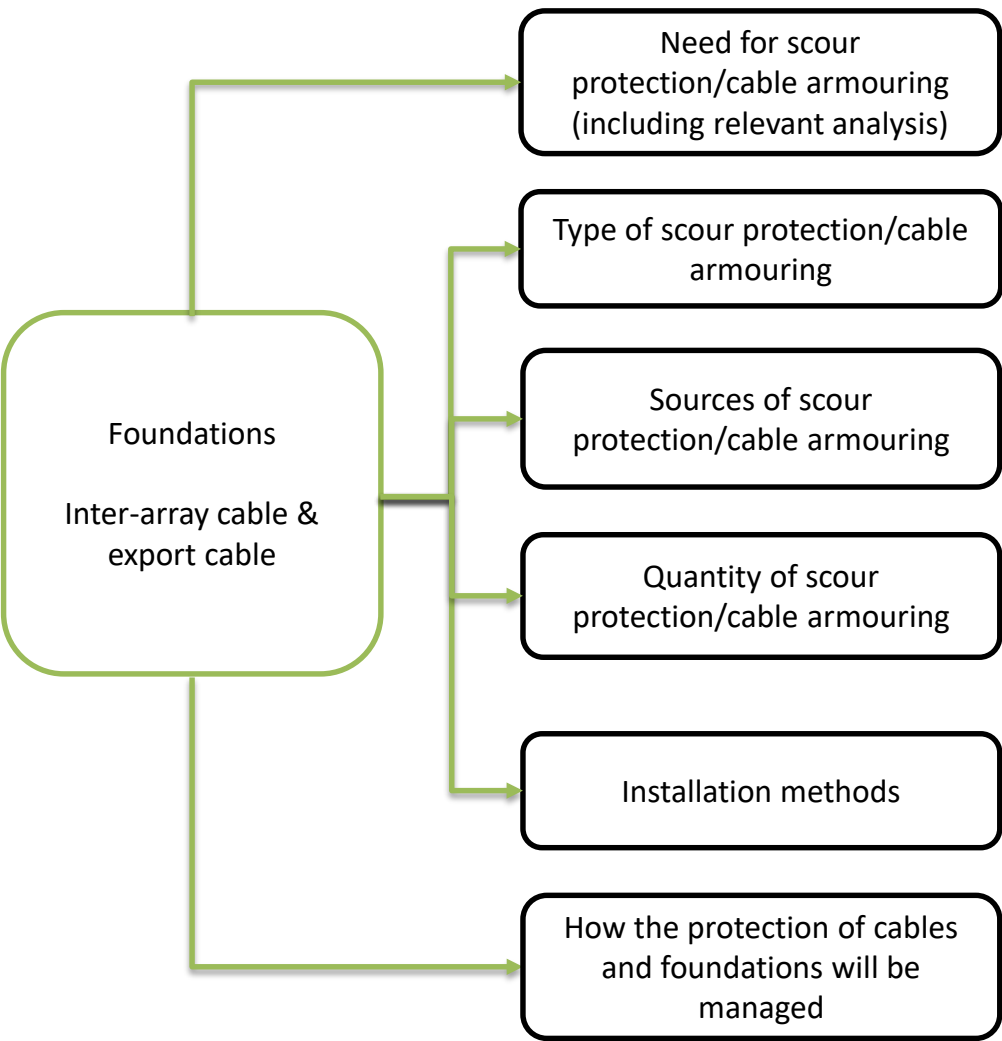 Need for scour
protection/cable armouring
(including relevant analysis)
Type of scour protection/cable
armouring
Foundations
Inter-array cable &
export cable
Sources of scour
protection/cable armouring
Quantity of scour
protection/cable armouring
Installation methods
How the protection of cables
and foundations will be
managed